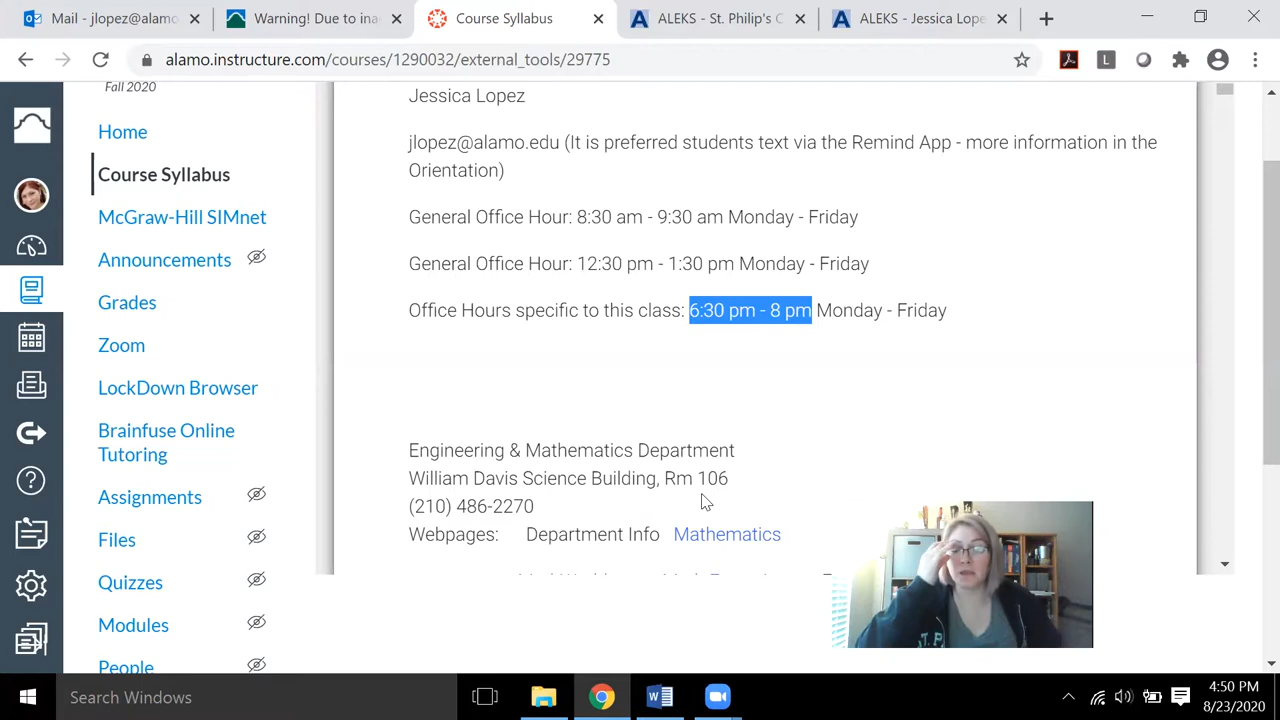 Mail - jlopez@alamo
Warning! Due to ina
Course Syllabus
ALEKS - St. Philip's C
ALEKS - Jessica Lope
alamo.instructure.com/courses/1290032/external_tools/29775
Fall 2020
Home
Course Syllabus
McGraw-Hill SIMnet
Announcements
Grades
Zoom
LockDown Browser
Brainfuse Online
Tutoring
Assignments
Files
Quizzes
Modules
People
Jessica Lopez
jlopez@alamo.edu (It is preferred students text via the Remind App - more information in the
Orientation)
General Office Hour: 8:30 am - 9:30 am Monday - Friday
General Office Hour: 12:30 pm - 1:30 pm Monday - Friday
Office Hours specific to this class: 6:30 pm - 8 pm Monday - Friday
Engineering & Mathematics Department
William Davis Science Building, Rm 106
(210) 486-2270
Webpages: Department Info Mathematics
Search Windows
4:50 PM
8/23/2020